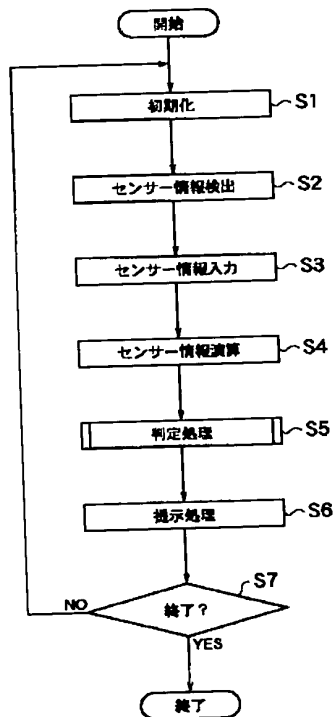 開始
初期化 S1
センサー情報検出 S2
センサー情報入力 S3
センサー情報演算 S4
判定処理 S5
提示処理 S6
S7
NO 終了?
YES
終了